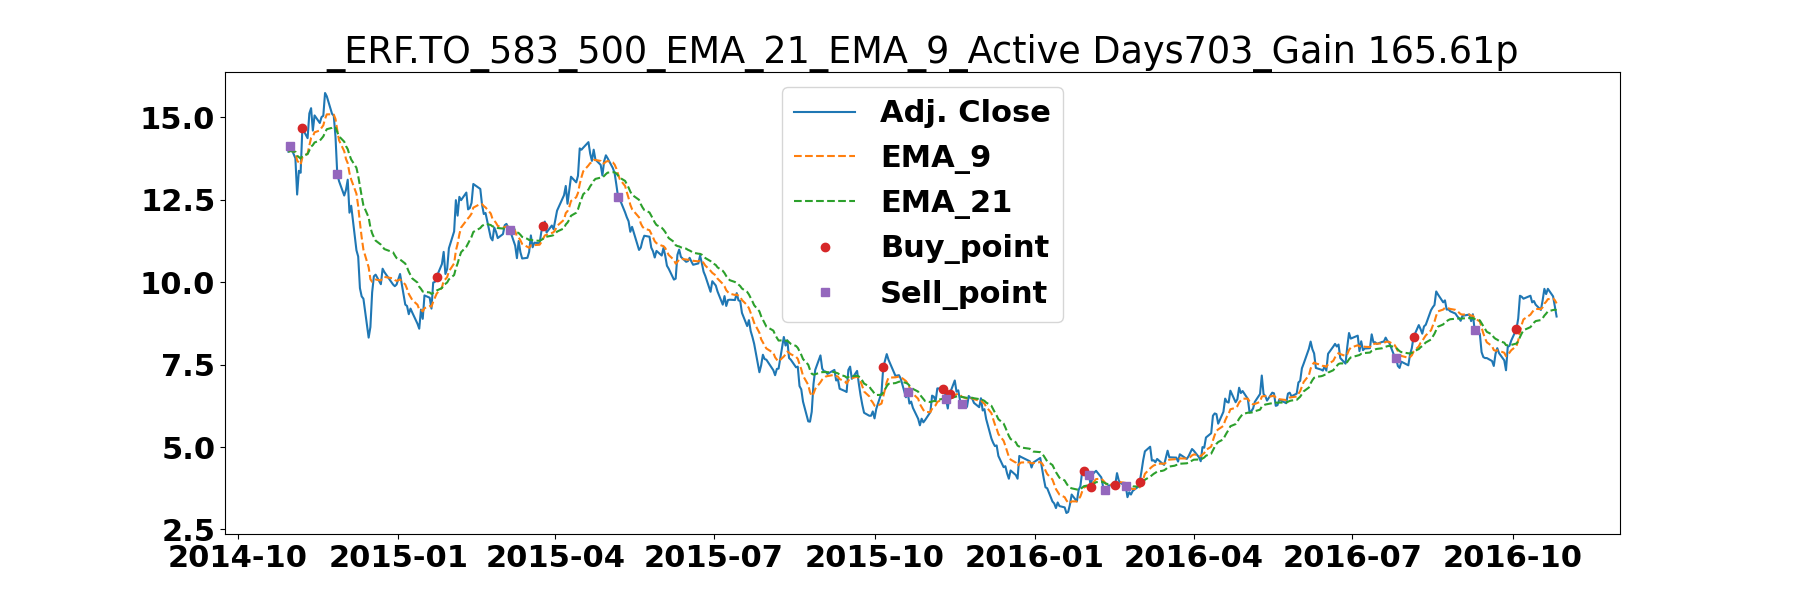 _ERF.TO_583_500_EMA_21_EMA_9_Active Days703_Gain 165.61p
Adj. Close
EMA_9
EMA_21
Buy_point
Sell_point
15.0
12.5
10.0
7.5
5.0
2.5
2014-10 2015-01 2015-04 2015-07 2015-10 2016-01 2016-04 2016-07 2016-10